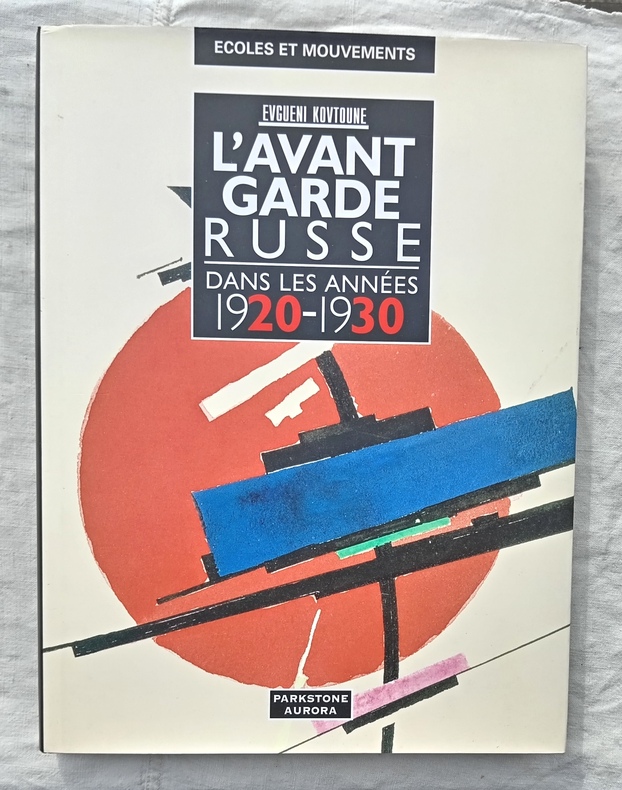 ECOLES ET MOUVEMENTS
EVGUENI KOVTOUNE
L'AVANT
GARDE
RUSSE
DANS LES ANNÉES
1920-1930
PARKSTONE
AURORA